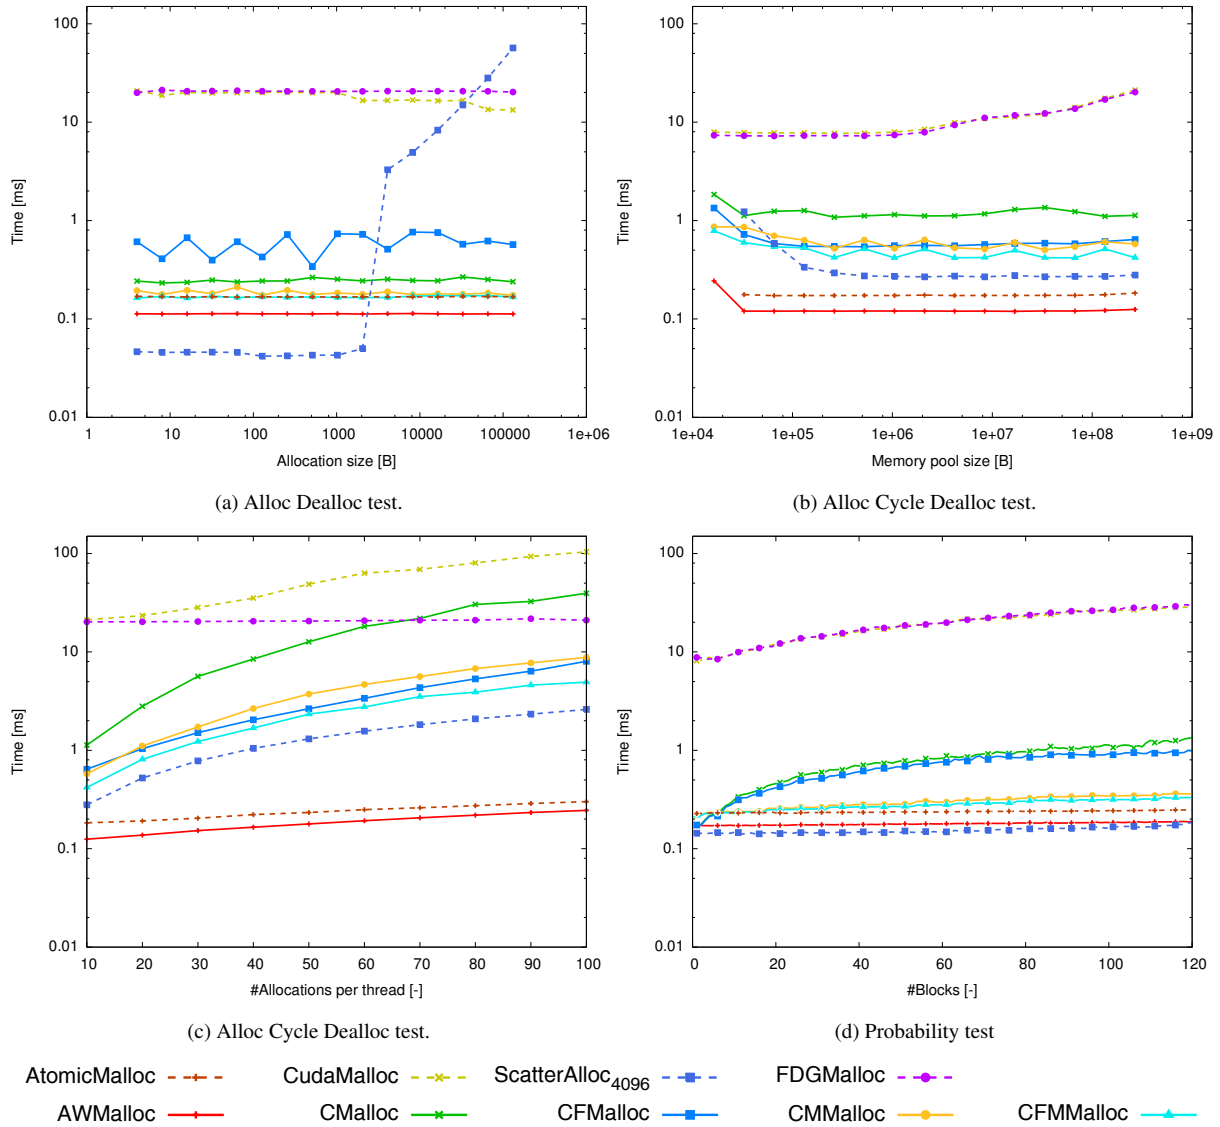 100
10
1
0.1
0.01
Time [ms]
1 10 100 1000 10000 100000 1e+06
Allocation size [B]
(a) Alloc Dealloc test.
100
10
1
0.1
0.01
Time [ms]
1e+04 1e+05 1e+06 1e+07 1e+08 1e+09
Memory pool size [B]
(b) Alloc Cycle Dealloc test.
100
10
1
0.1
0.01
Time [ms]
10 20 30 40 50 60 70 80 90 100
#Allocations per thread [-]
(c) Alloc Cycle Dealloc test.
100
10
1
0.1
0.01
Time [ms]
0 20 40 60 80 100 120
#Blocks [-]
(d) Probability test
AtomicMalloc CudaMalloc ScatterAlloc4096 FDGMalloc
AWMalloc CMalloc CFMalloc CMMalloc CFMMalloc